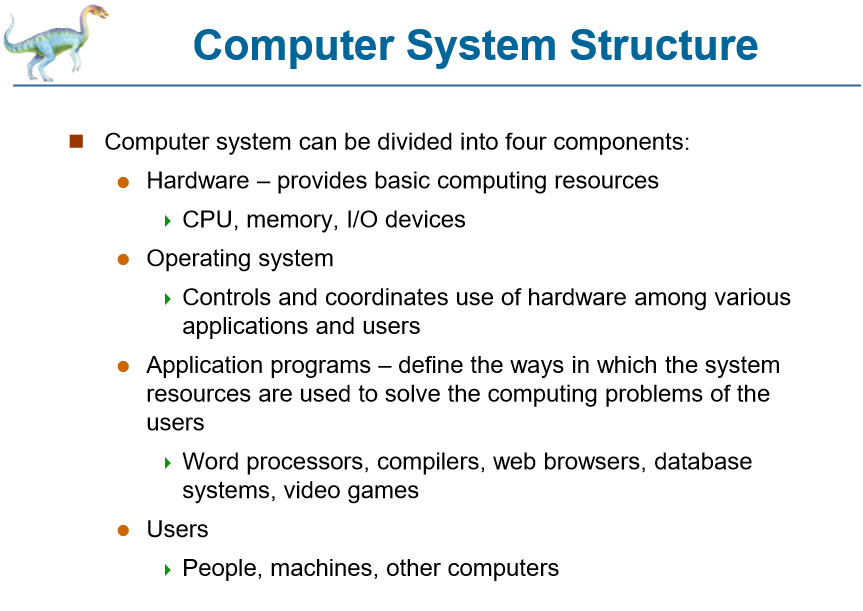 Computer System Structure
Computer system can be divided into four components:
Hardware – provides basic computing resources
CPU, memory, I/O devices
Operating system
Controls and coordinates use of hardware among various
applications and users
Application programs – define the ways in which the system
resources are used to solve the computing problems of the
users
Word processors, compilers, web browsers, database
systems, video games
Users
People, machines, other computers